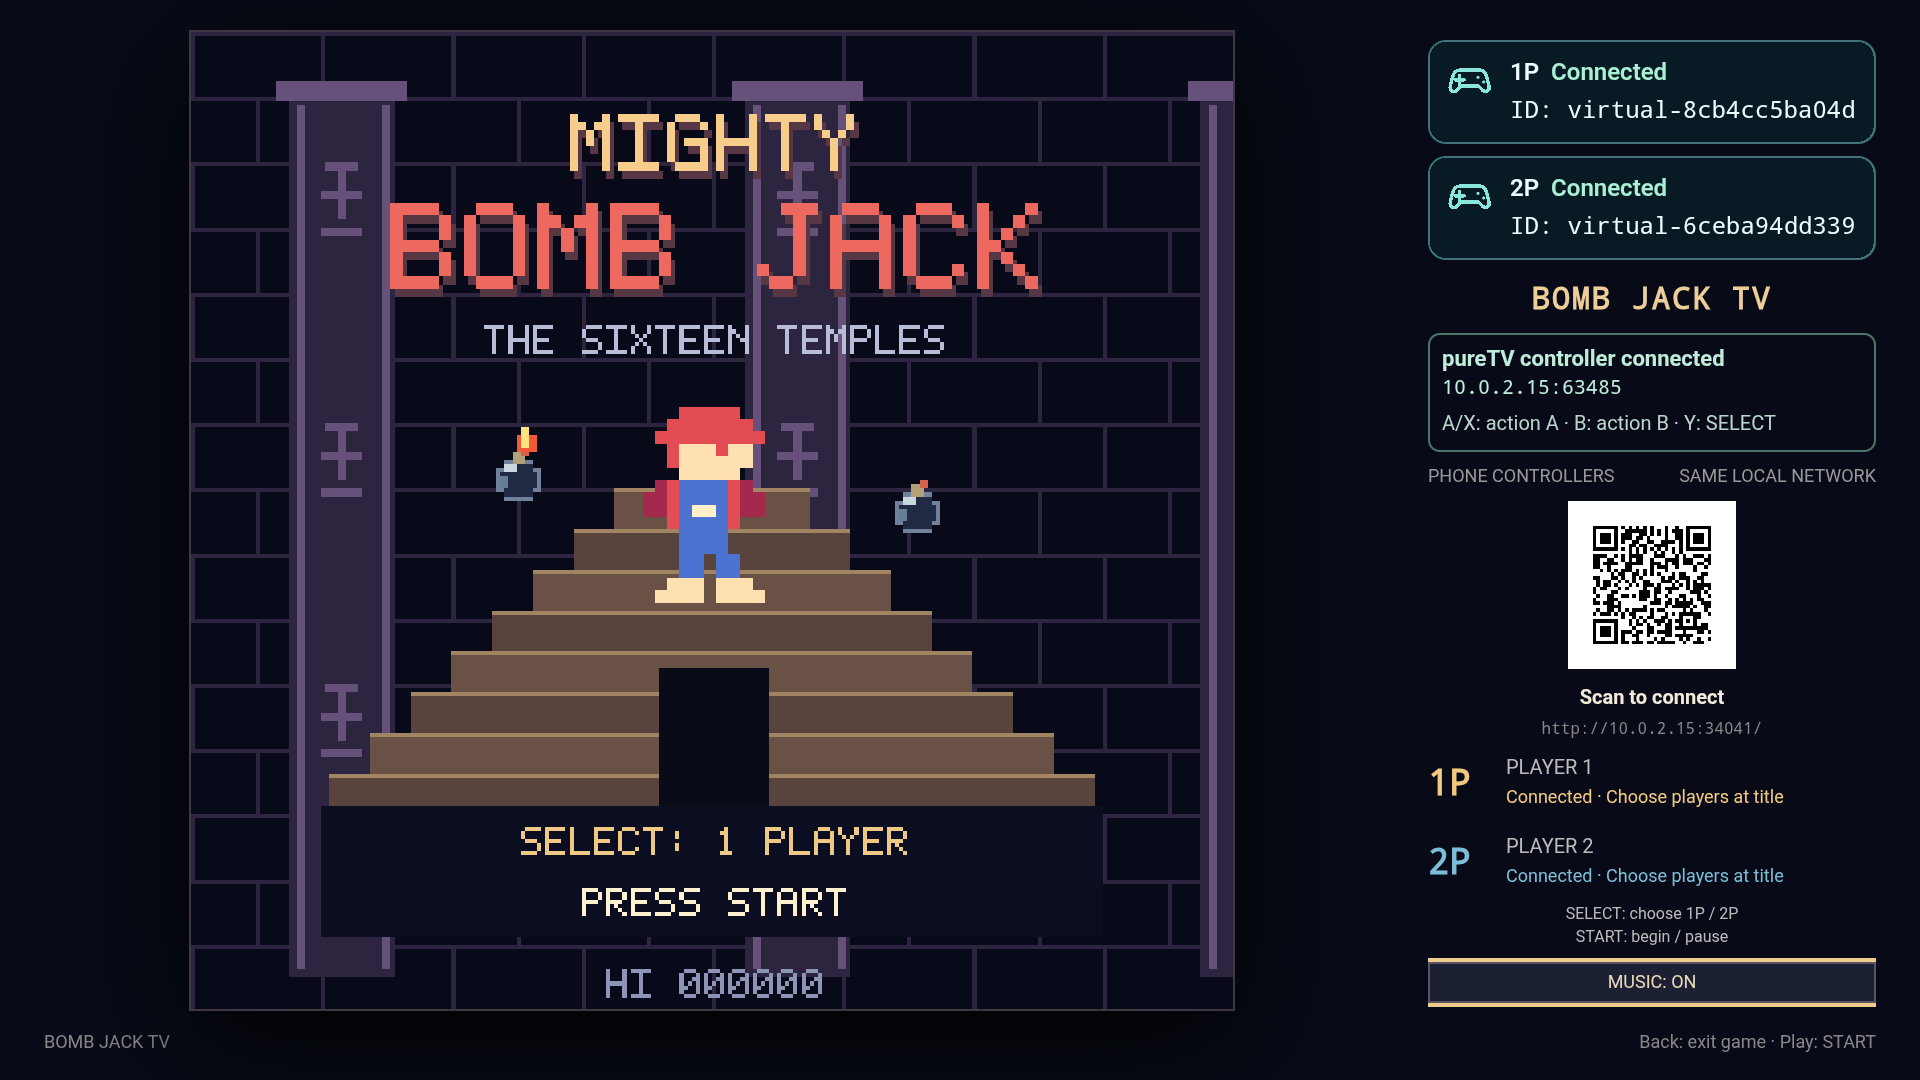 MIGHTY
BOMB JACK
THE SIXTEEN TEMPLES
SELECT: 1 PLAYER
PRESS START
HI 000000
BOMB JACK TV
1P Connected
ID: virtual-8cb4cc5ba04d
2P Connected
ID: virtual-6ceba94dd339
BOMB JACK TV
pureTV controller connected
10.0.2.15:63485
A/X: action A · B: action B · Y: SELECT
PHONE CONTROLLERS SAME LOCAL NETWORK
Scan to connect
http://10.0.2.15:34041/
1P PLAYER 1
Connected · Choose players at title
2P PLAYER 2
Connected · Choose players at title
SELECT: choose 1P / 2P
START: begin / pause
MUSIC: ON
Back: exit game · Play: START